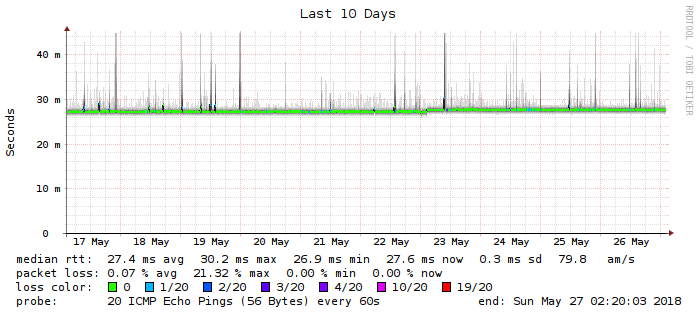 Last 10 Days
RRDTOOL / TOBI OETIKER
Seconds
40 m
30 m
20 m
10 m
0
17 May 18 May 19 May 20 May 21 May 22 May 23 May 24 May 25 May 26 May
median rtt: 27.4 ms avg 30.2 ms max 26.9 ms min 27.6 ms now 0.3 ms sd 79.8 am/s
packet loss: 0.07 % avg 21.32 % max 0.00 % min 0.00 % now
loss color: 0 1/20 2/20 3/20 4/20 10/20 19/20
probe: 20 ICMP Echo Pings (56 Bytes) every 60s end: Sun May 27 02:20:03 2018